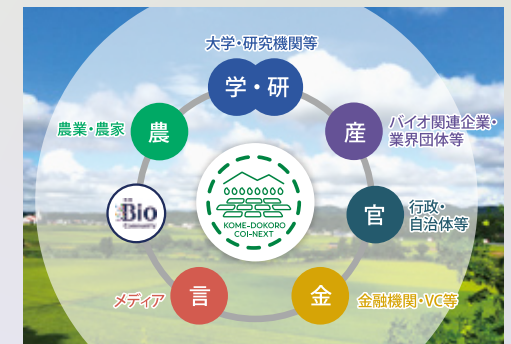 大学・研究機関等
学・研
農業・農家
農
産
バイオ関連企業・
業界団体等
Bio
KOME-DOKORO
COI-NEXT
官
行政・
自治体等
メディア
言
金
金融機関・VC等